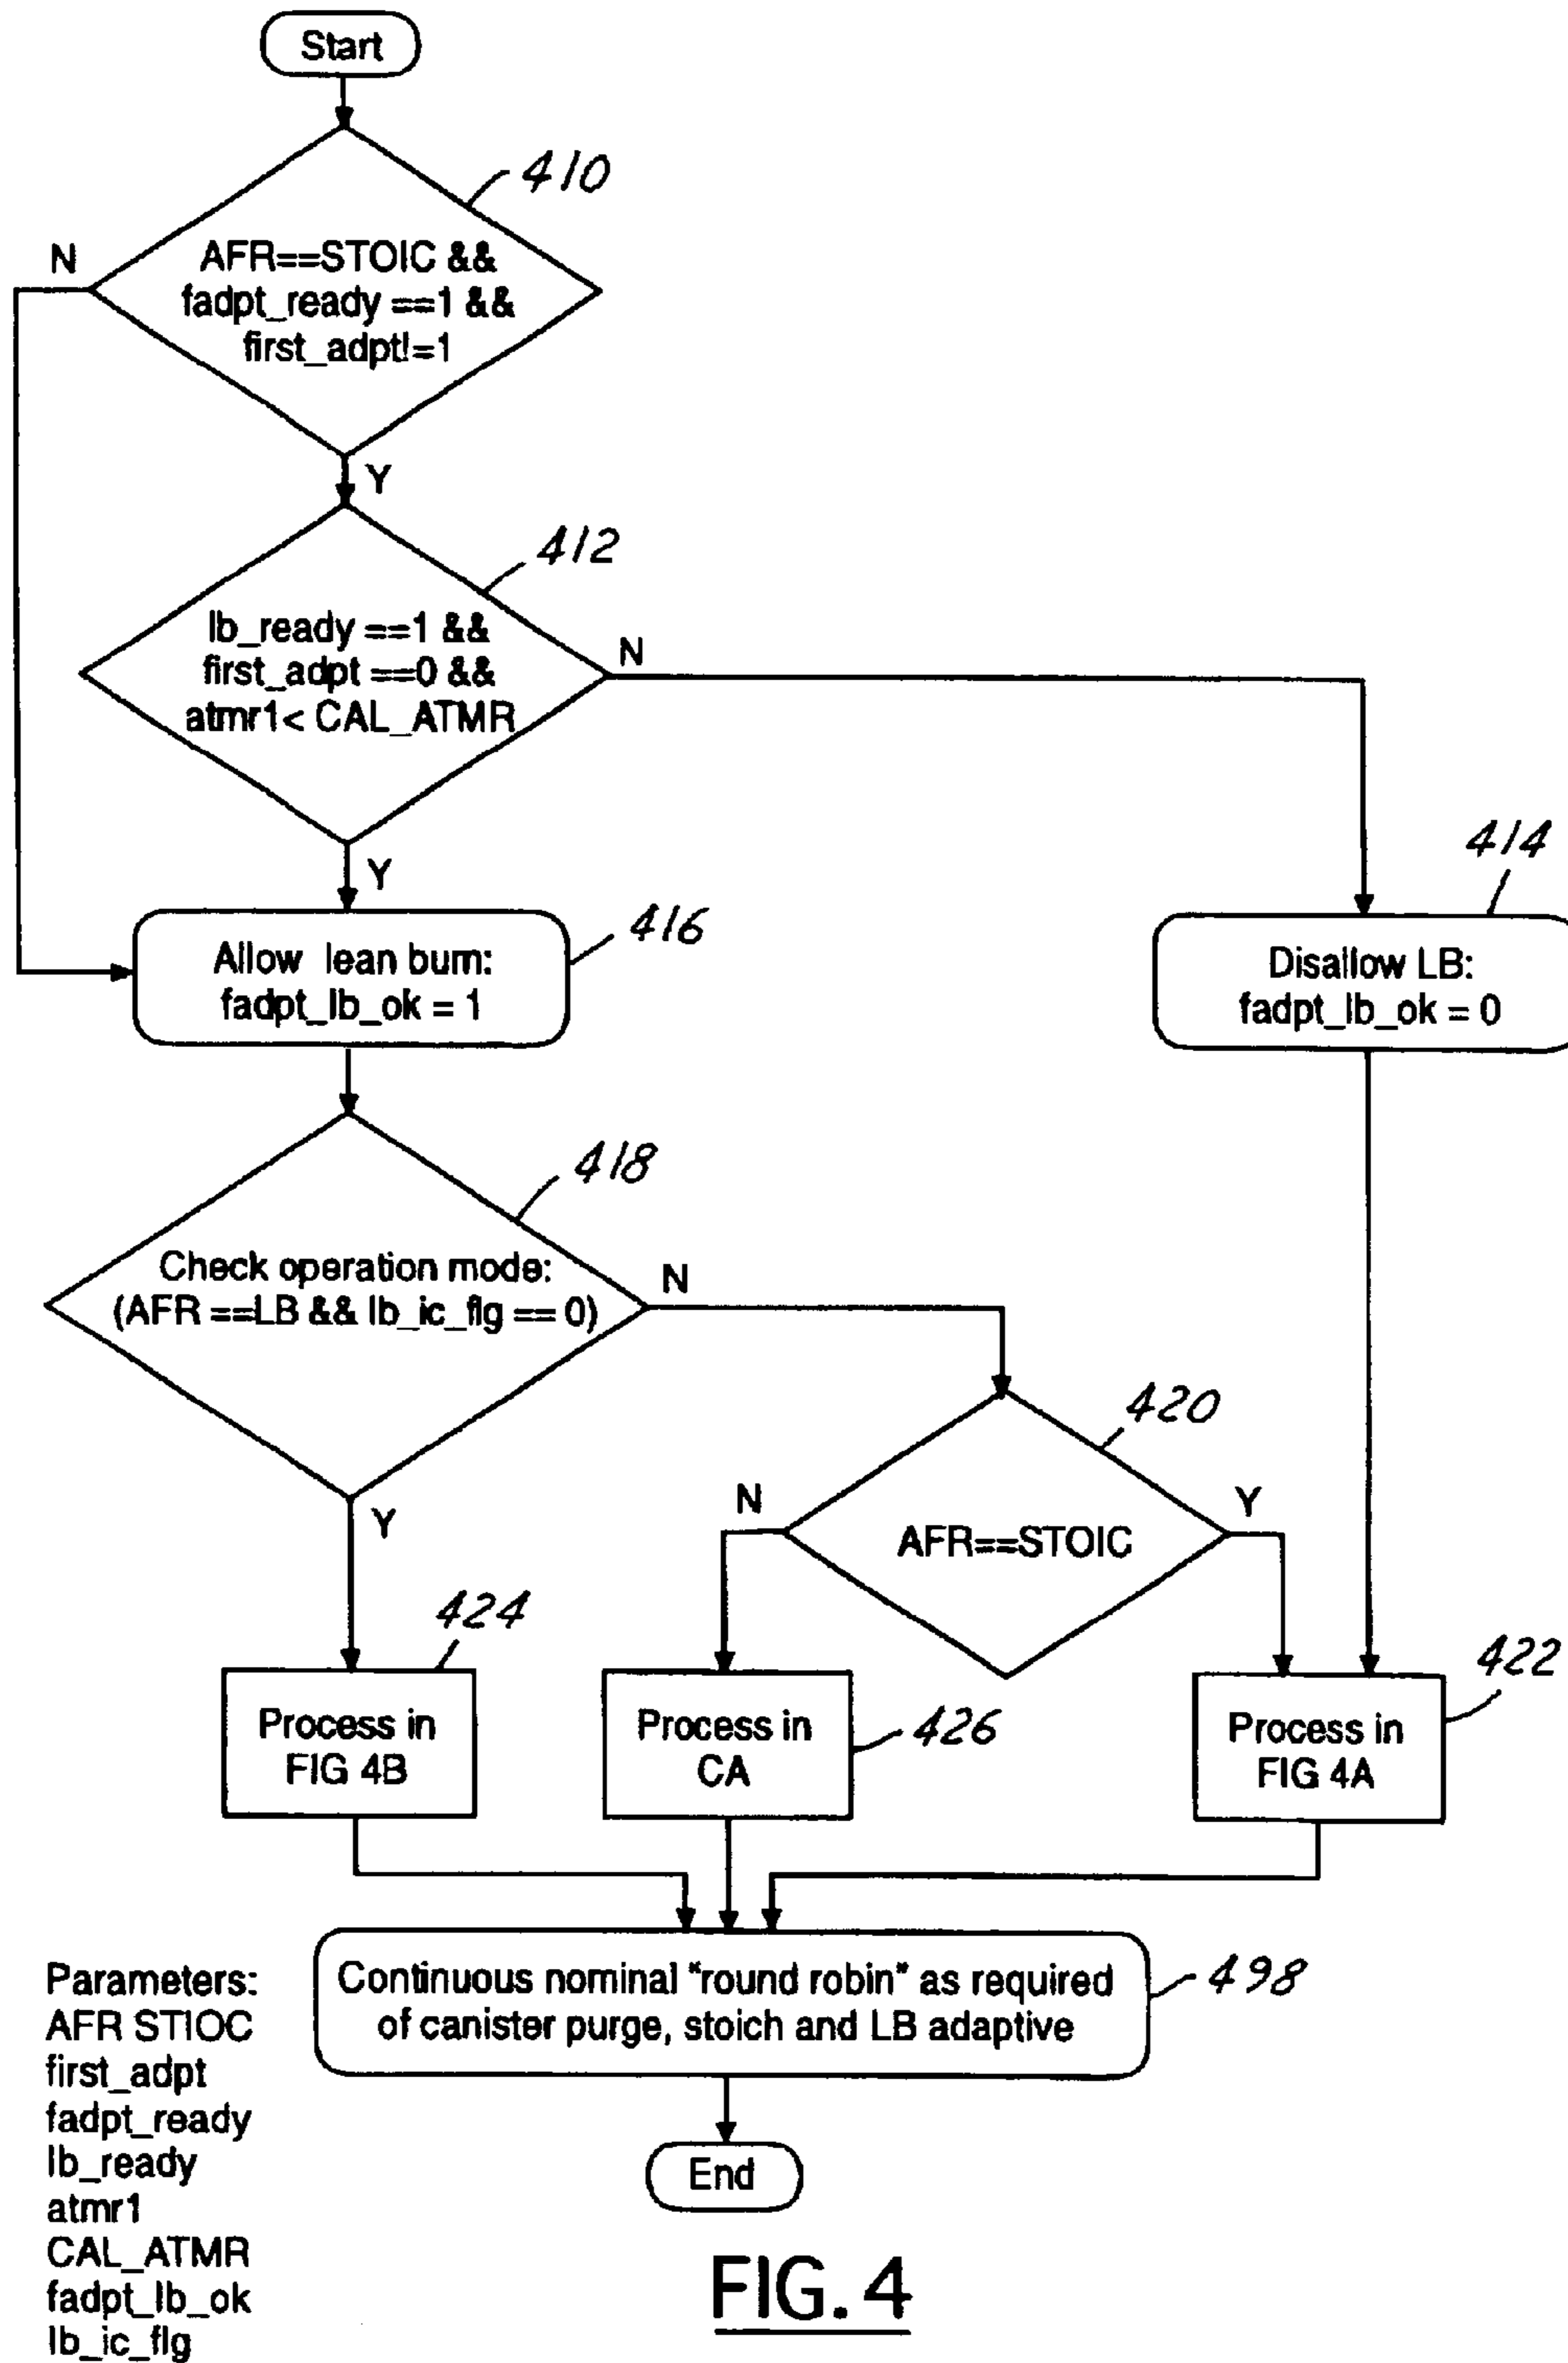 Start
410
N
AFR==STOIC &&
fadpt_ready ==1 &&
first_adpt!=1
Y
412
lb_ready ==1 &&
first_adpt ==0 &&
atmr1< CAL_ATMR
N
Y
414
416
Allow lean burn:
fadpt_lb_ok = 1
Disallow LB:
fadpt_lb_ok = 0
418
Check operation mode:
(AFR ==LB && lb_ic_flg == 0)
N
Y
420
N
Y
AFR==STOIC
424
422
Process in
FIG 4B
Process in
CA
426
Process in
FIG 4A
Continuous nominal "round robin" as required
of canister purge, stoich and LB adaptive
498
Parameters:
AFR STIOC
first_adpt
fadpt_ready
lb_ready
atmr1
CAL_ATMR
fadpt_lb_ok
lb_ic_flg
End
FIG. 4